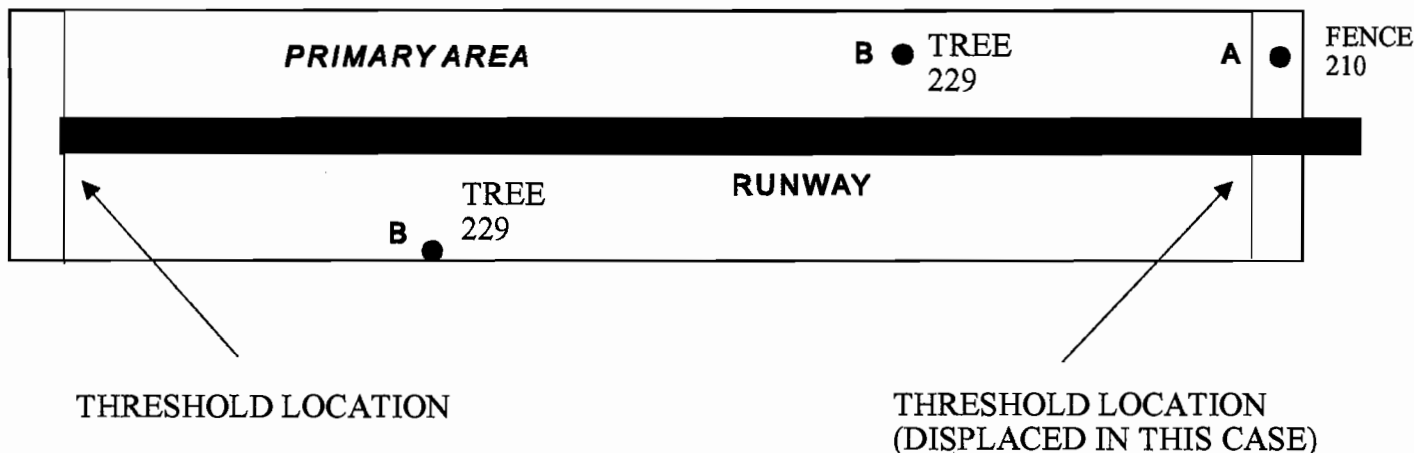 PRIMARY AREA
B TREE
229
A
FENCE
210
RUNWAY
B TREE
229
THRESHOLD LOCATION
THRESHOLD LOCATION
(DISPLACED IN THIS CASE)